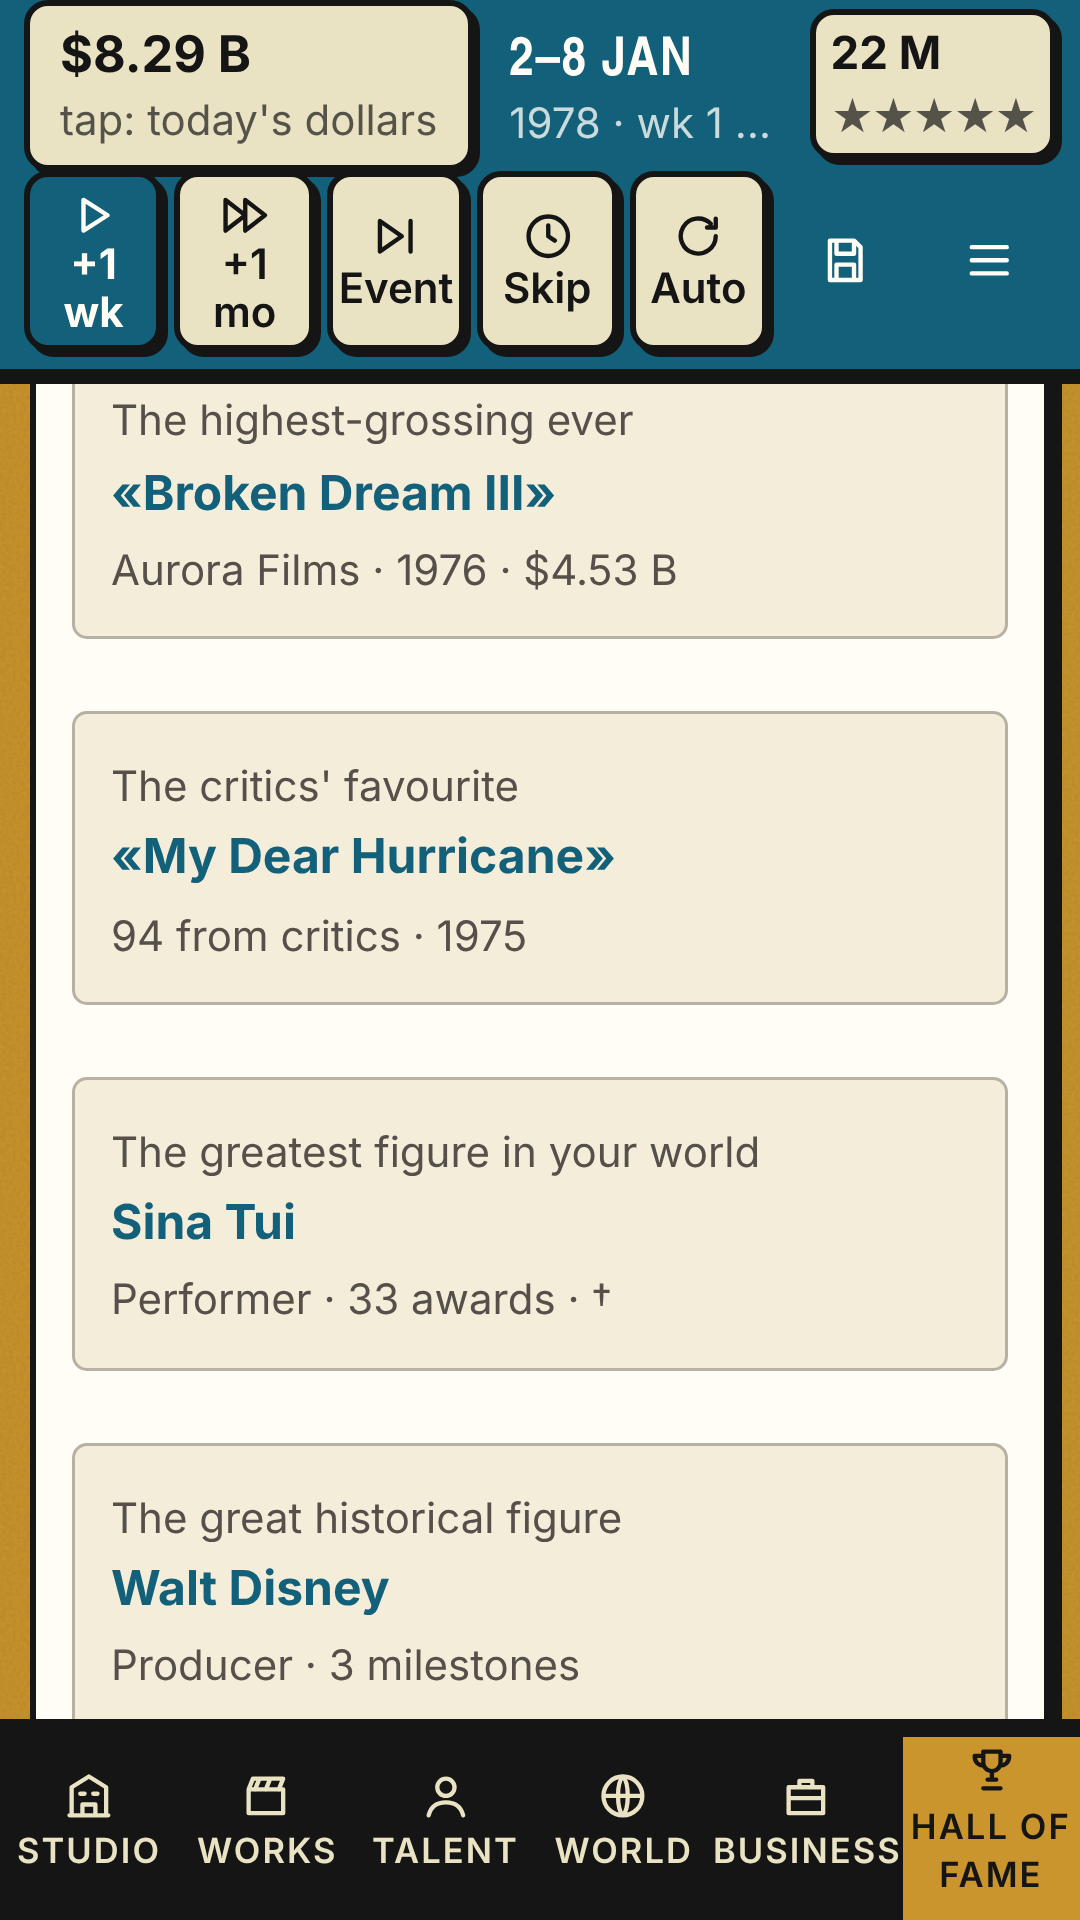 $8.29 B
tap: today's dollars
2–8 JAN
1978 · wk 1 ...
22 M
★★★★★
+1 wk
+1 mo
Event
Skip
Auto
The highest-grossing ever
«Broken Dream III»
Aurora Films · 1976 · $4.53 B
The critics' favourite
«My Dear Hurricane»
94 from critics · 1975
The greatest figure in your world
Sina Tui
Performer · 33 awards · †
The great historical figure
Walt Disney
Producer · 3 milestones
STUDIO
WORKS
TALENT
WORLD
BUSINESS
HALL OF FAME